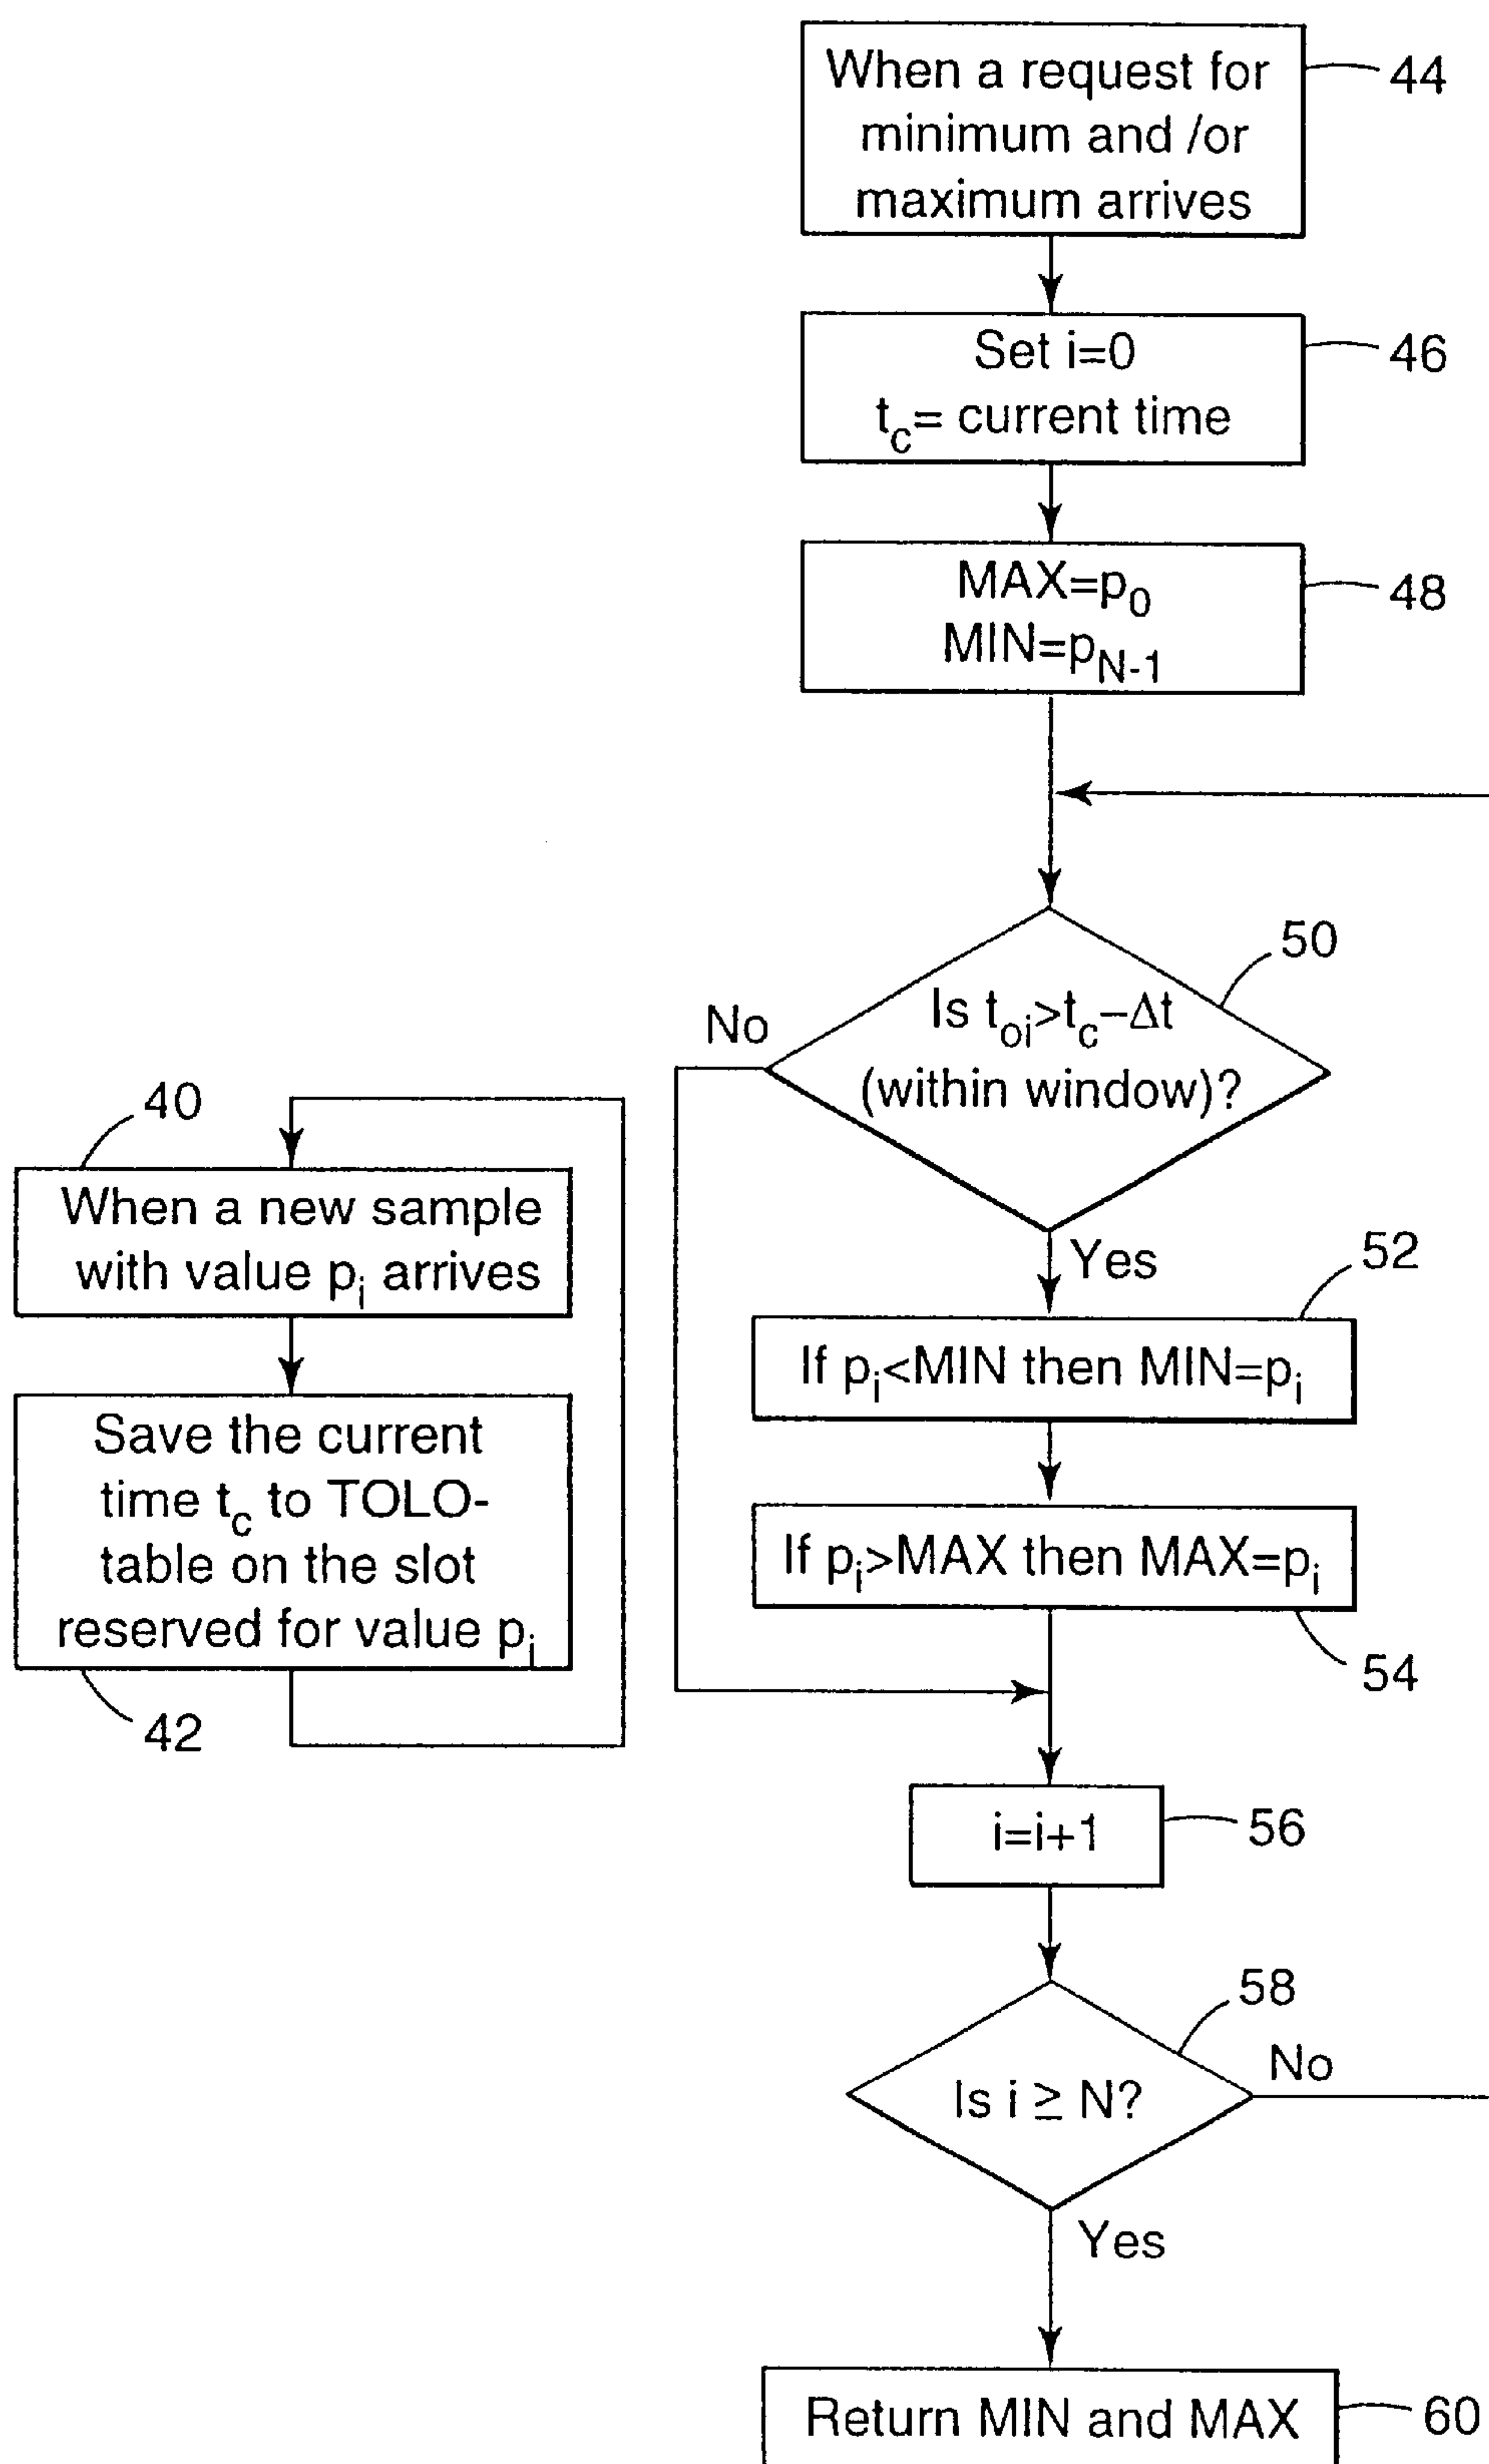 When a request for
minimum and /or
maximum arrives
44
Set i=0
t_c= current time
46
MAX=p_0
MIN=p_{N-1}
48
Is t_{oi}>t_c–Δt
(within window)?
50
No
Yes
40
When a new sample
with value p_i arrives
Save the current
time t_c to TOLO-
table on the slot
reserved for value p_i
42
52
If p_i<MIN then MIN=p_i
If p_i>MAX then MAX=p_i
54
i=i+1
56
58
Is i ≥ N?
No
Yes
Return MIN and MAX
60